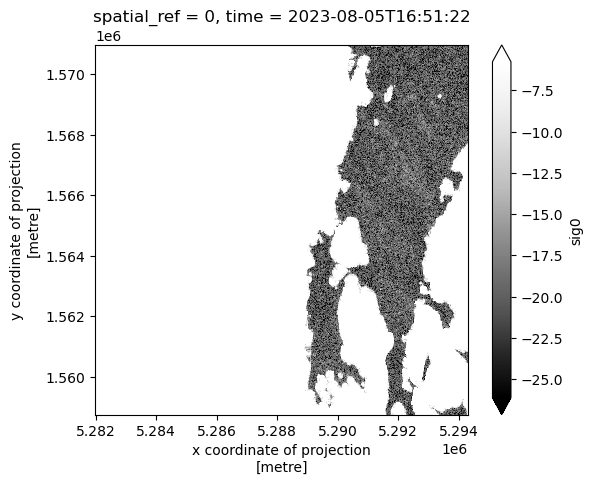 spatial_ref = 0, time = 2023-08-05T16:51:22
1e6
1.570
1.568
1.566
1.564
1.562
1.560
y coordinate of projection
[metre]
5.282 5.284 5.286 5.288 5.290 5.292 5.294
1e6
x coordinate of projection
[metre]
−7.5
−10.0
−12.5
−15.0
−17.5
−20.0
−22.5
−25.0
sig0